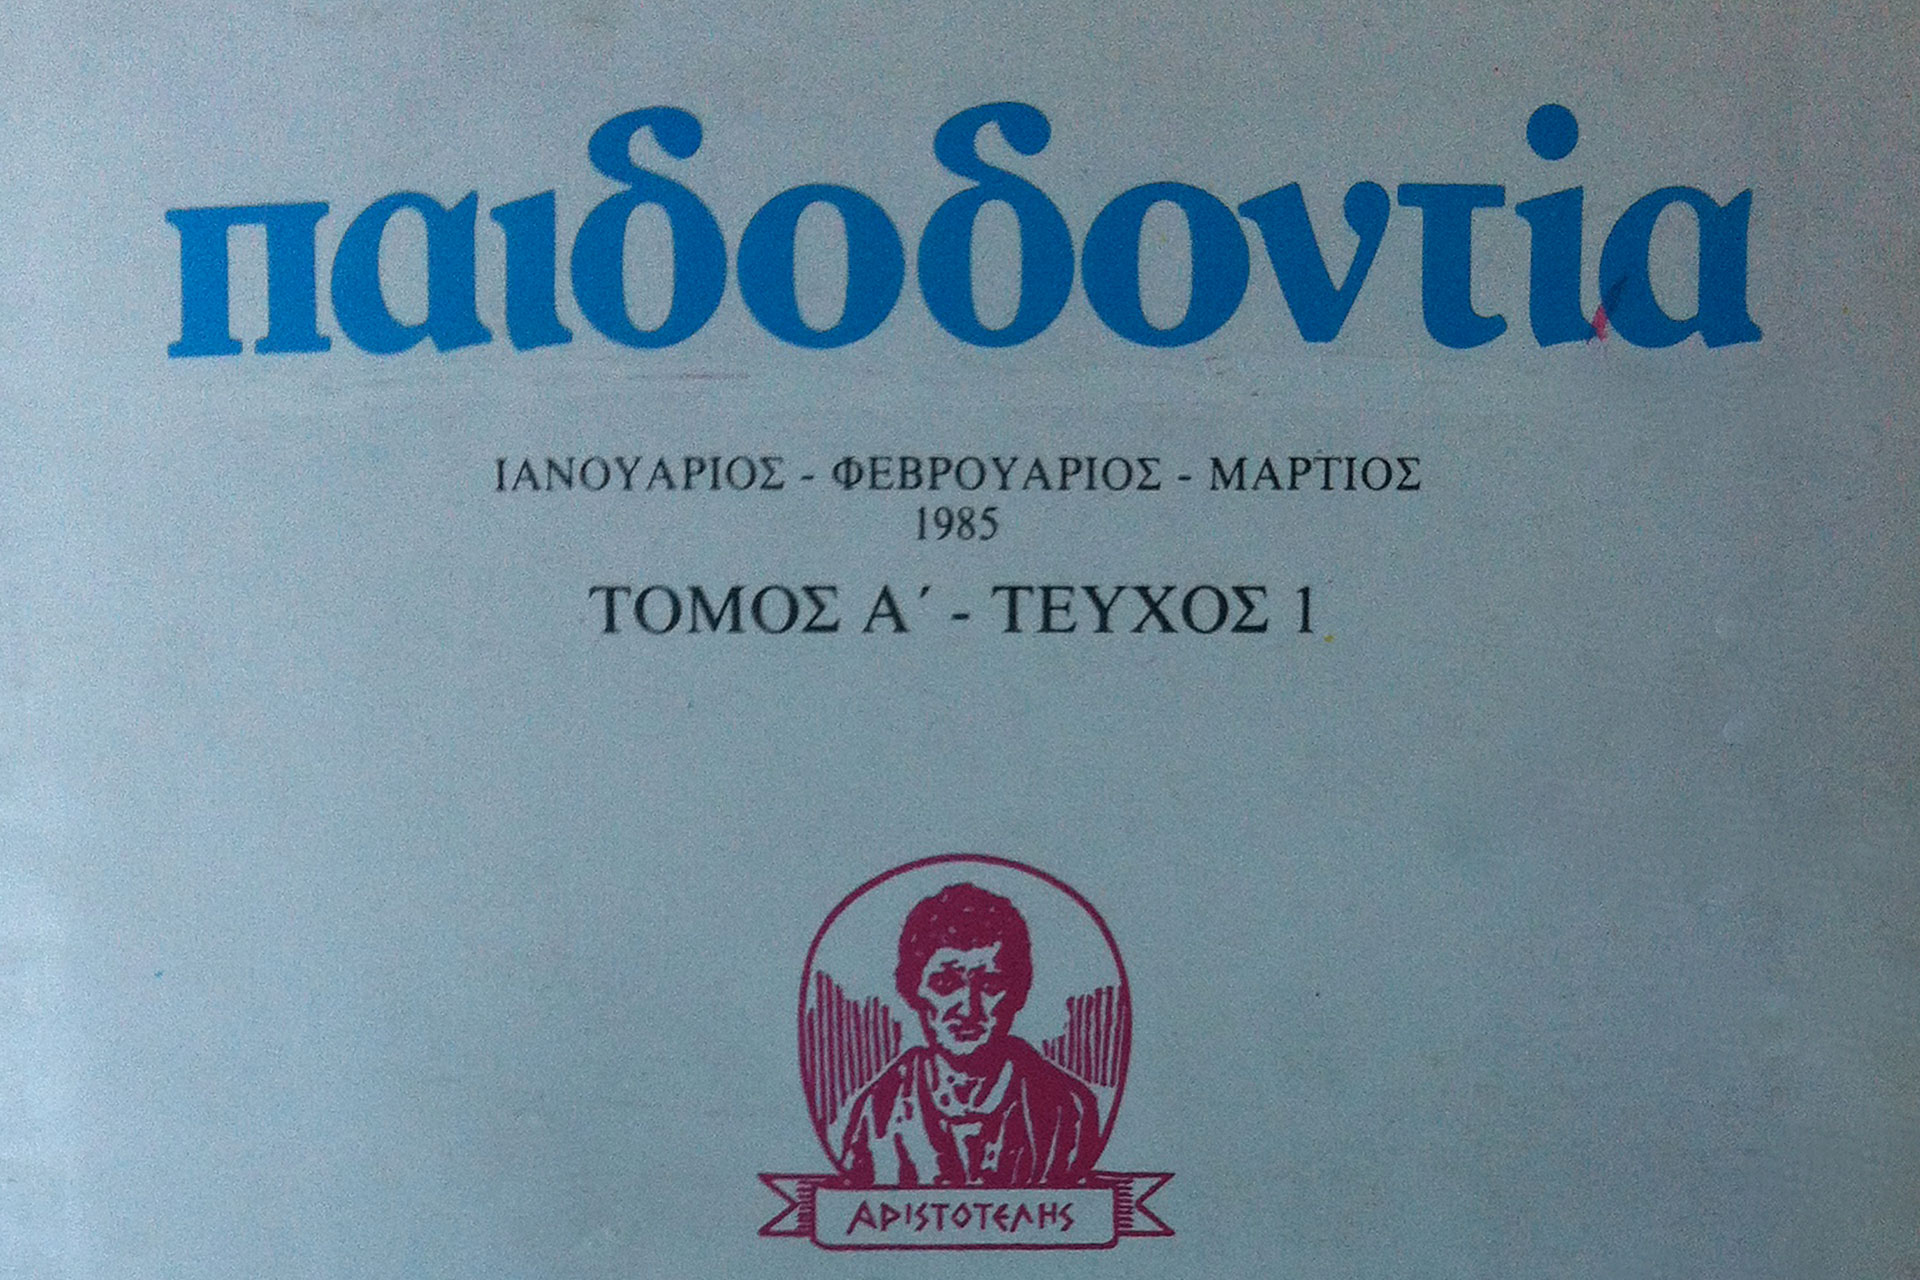 παιδοδοντία
ΙΑΝΟΥΑΡΙΟΣ - ΦΕΒΡΟΥΑΡΙΟΣ - ΜΑΡΤΙΟΣ
1985
ΤΟΜΟΣ Α΄ - ΤΕΥΧΟΣ 1
ΑΡΙΣΤΟΤΕΛΗΣ